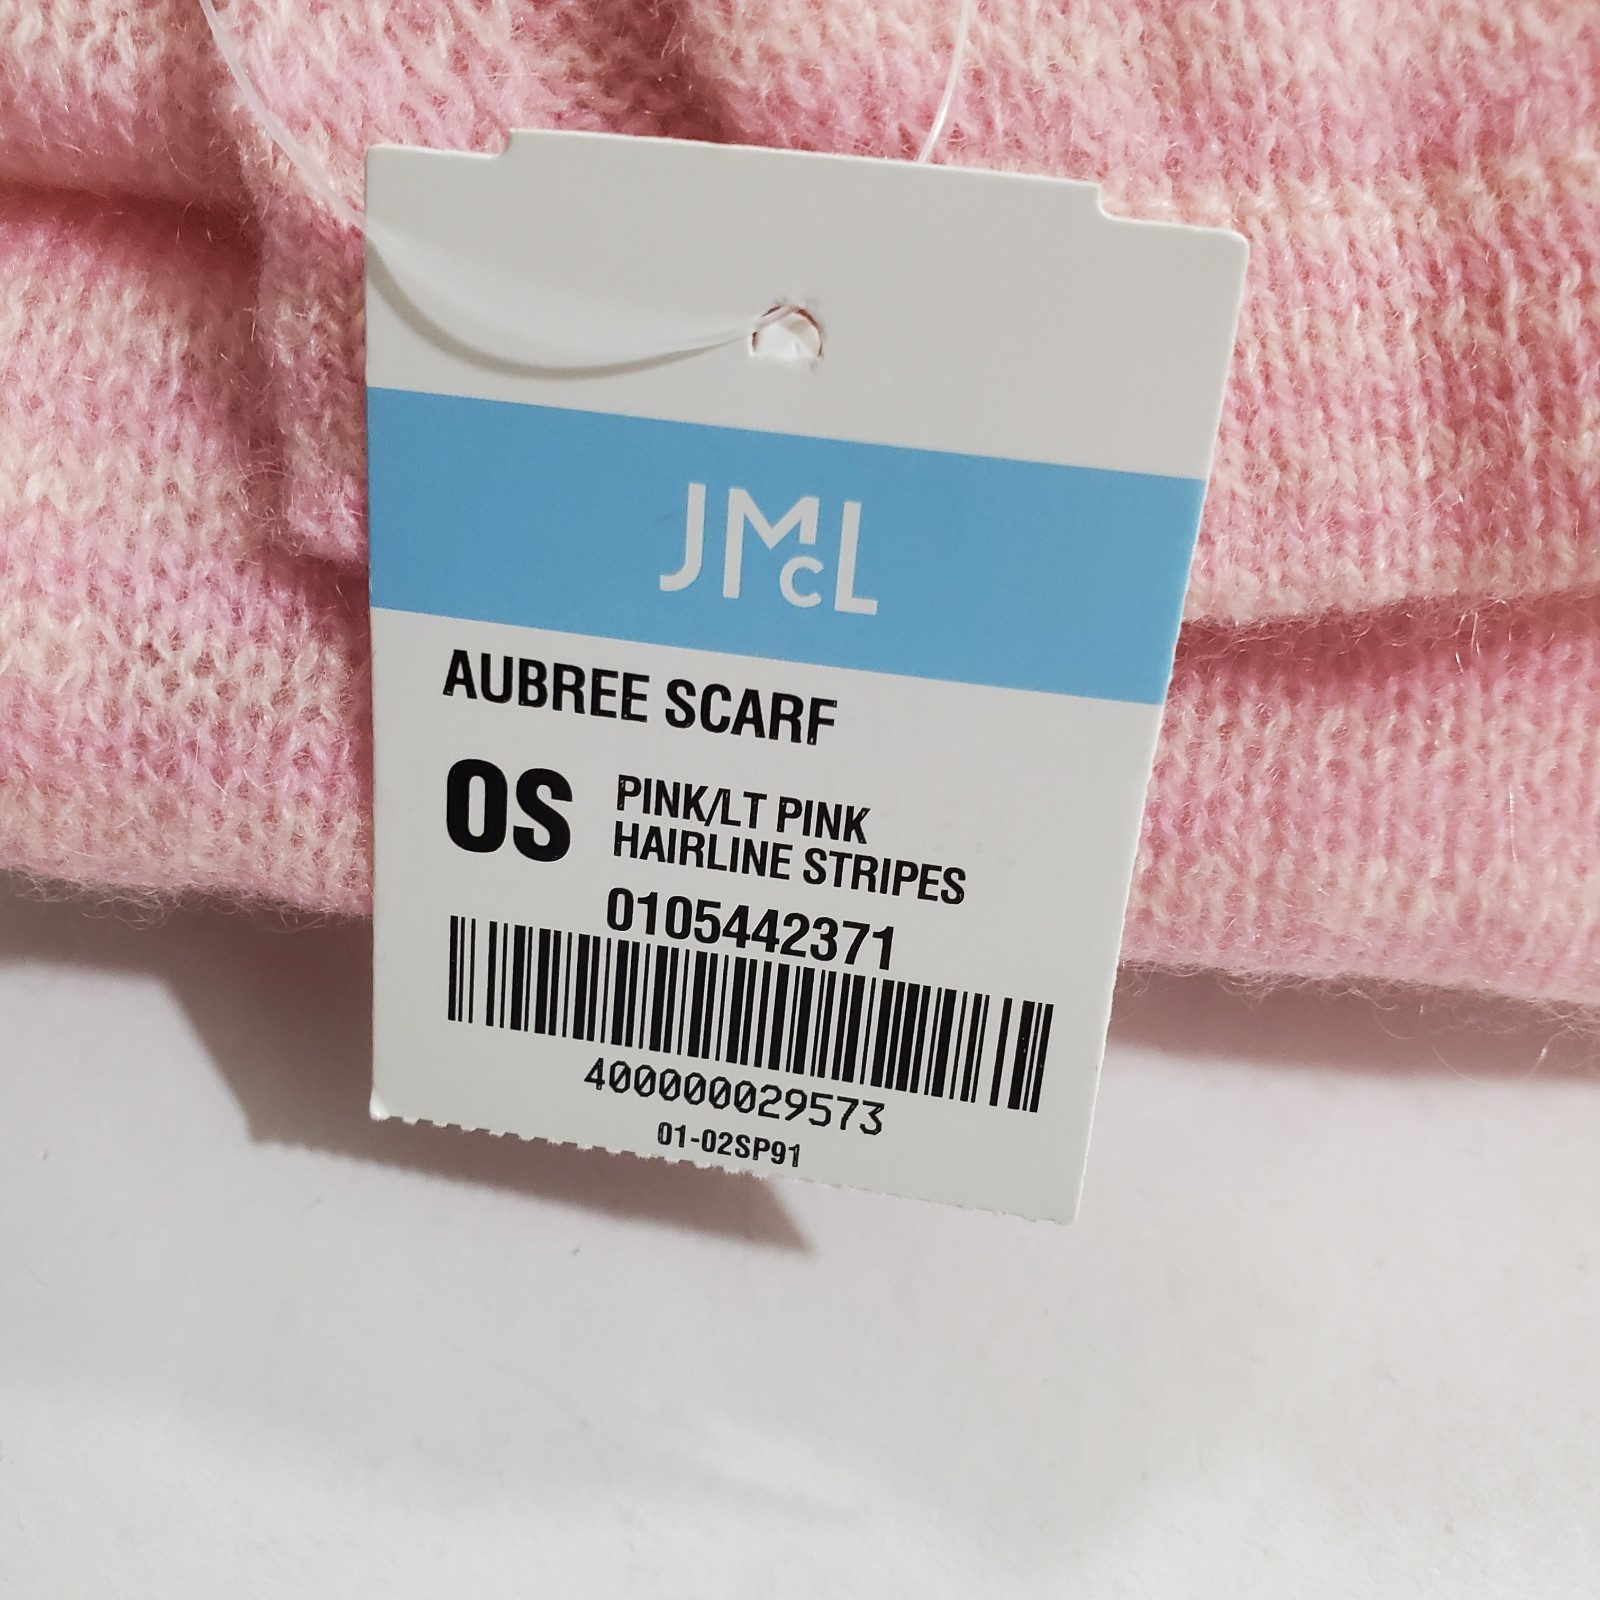 JMcL
AUBREE SCARF
OS
PINK/LT PINK
HAIRLINE STRIPES
0105442371
400000029573
01-02SP91